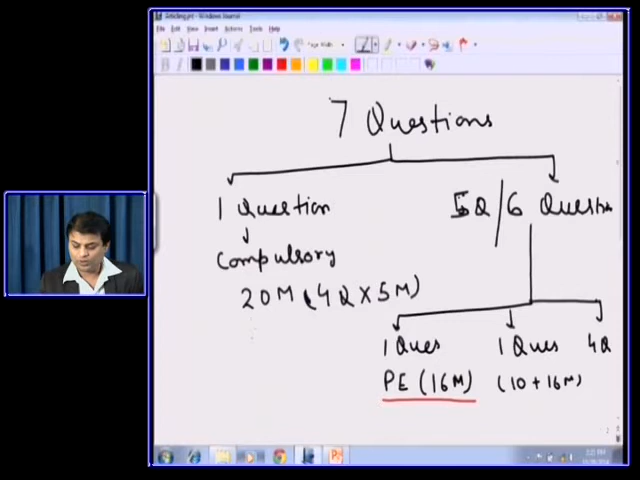 7 Questions
1 Question 5Q/6 Question
Compulsory
20M (4Q X 5M)
1 Ques 1 Ques 4Q
PE (16M) (10+16M)